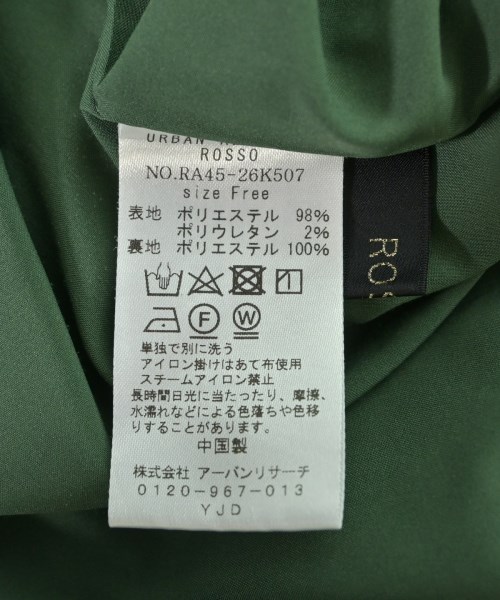 URBAN
ROSSO
NO.RA45-26K507
size Free
表地 ポリエステル 98%
ポリウレタン 2%
裏地 ポリエステル 100%
F
W
単独で別に洗う
アイロン掛けはあて布使用
スチームアイロン禁止
長時間日光に当たったり、摩擦、
水濡れなどによる色落ちや色移
りすることがあります。
中国製
株式会社 アーバンリサーチ
0120-967-013
YJD
ROS